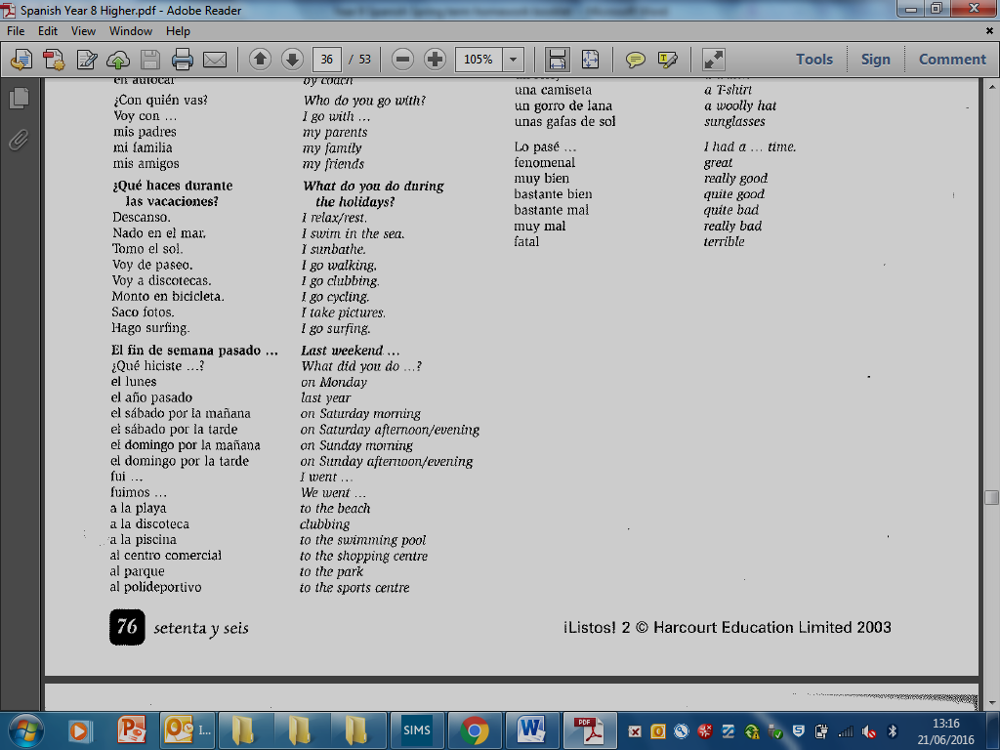 Spanish Year 8 Higher.pdf - Adobe Reader
File Edit View Window Help
36 / 53 105% Tools Sign Comment
en autocar by coach
¿Con quién vas? Who do you go with?
Voy con ... I go with ...
mis padres my parents
mi familia my family
mis amigos my friends
¿Qué haces durante What do you do during
las vacaciones? the holidays?
Descanso. I relax/rest.
Nado en el mar. I swim in the sea.
Tomo el sol. I sunbathe.
Voy de paseo. I go walking.
Voy a discotecas. I go clubbing.
Monto en bicicleta. I go cycling.
Saco fotos. I take pictures.
Hago surfing. I go surfing.
El fin de semana pasado ... Last weekend ...
¿Qué hiciste ...? What did you do ...?
el lunes on Monday
el año pasado last year
el sábado por la mañana on Saturday morning
el sábado por la tarde on Saturday afternoon/evening
el domingo por la mañana on Sunday morning
el domingo por la tarde on Sunday afternoon/evening
fui ... I went ...
fuimos ... We went ...
a la playa to the beach
a la discoteca clubbing
a la piscina to the swimming pool
al centro comercial to the shopping centre
al parque to the park
al polideportivo to the sports centre
una camiseta a T-shirt
un gorro de lana a woolly hat
unas gafas de sol sunglasses
Lo pasé ... I had a ... time.
fenomenal great
muy bien really good
bastante bien quite good
bastante mal quite bad
muy mal really bad
fatal terrible
76 setenta y seis
¡Listos! 2 © Harcourt Education Limited 2003
I... SIMS PDF
13:16
21/06/2016